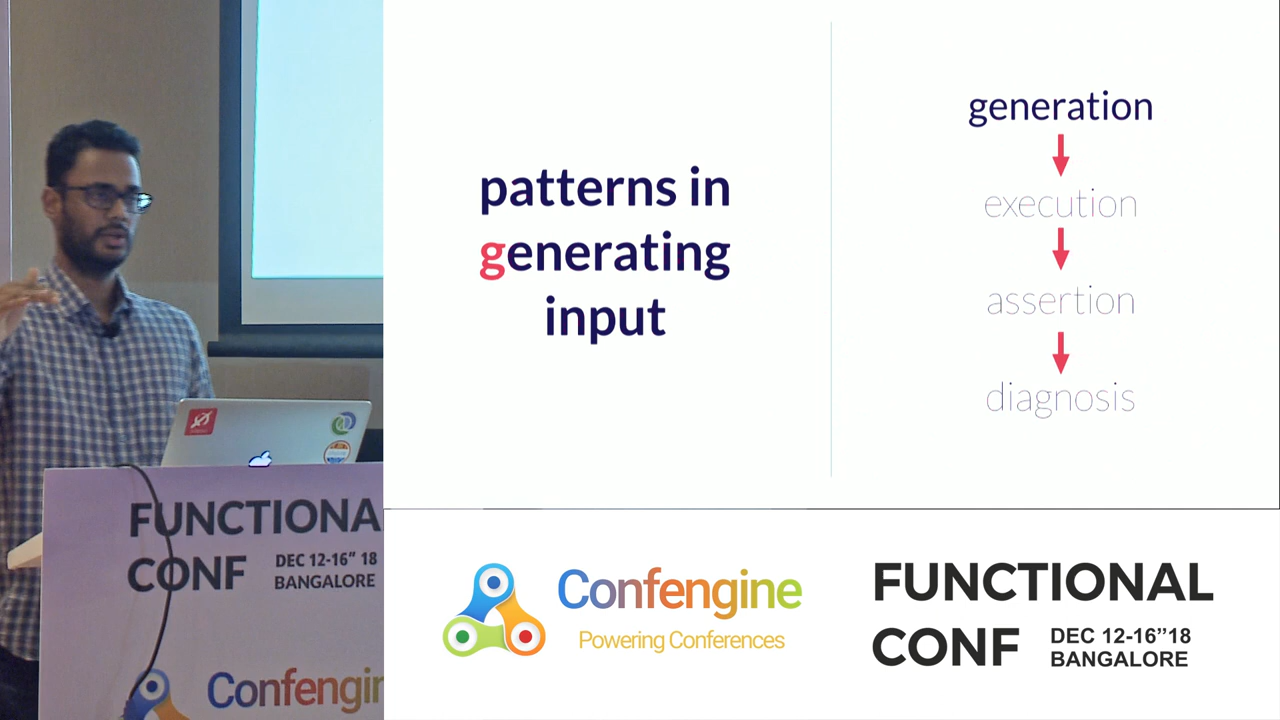 patterns in
generating
input
generation
execution
assertion
diagnosis
FUNCTIONA
CONF
DEC 12-16" 18
BANGALORE
Confengin
Confengine
Powering Conferences
FUNCTIONAL
CONF
DEC 12-16”18
BANGALORE